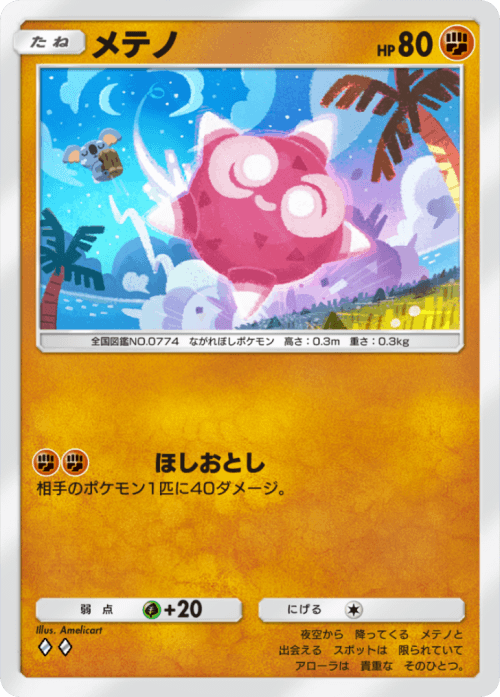 たね メテノ HP 80
全国図鑑NO.0774 ながれぼしポケモン 高さ:0.3m 重さ:0.3kg
ほしおとし
相手のポケモン1匹に40ダメージ。
弱点 +20 にげる
Illus. Amelicart
夜空から 降ってくる メテノと
出会える スポットは 限られていて
アローラは 貴重な そのひとつ。